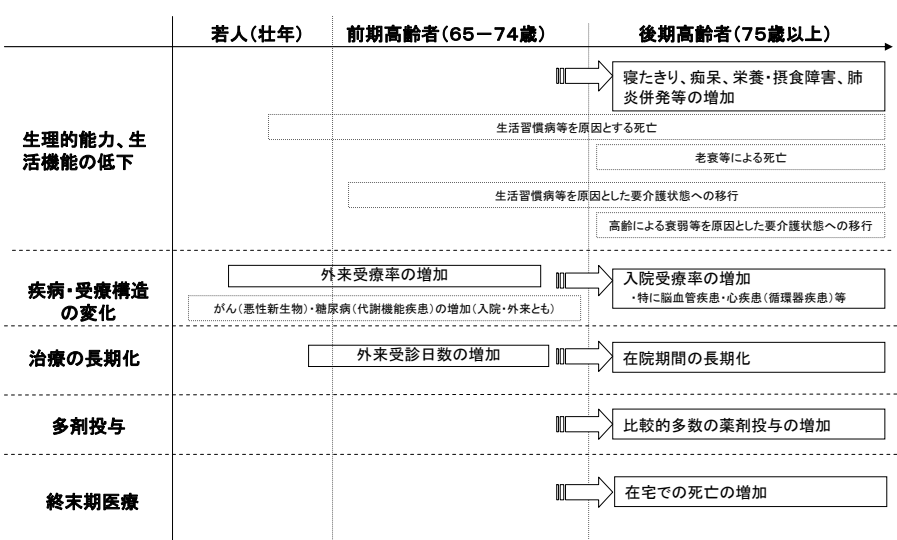 若人（壮年）
前期高齢者（65－74歳）
後期高齢者（75歳以上）
生理的能力、生
活機能の低下
寝たきり、痴呆、栄養・摂食障害、肺
炎併発等の増加
生活習慣病等を原因とする死亡
老衰等による死亡
生活習慣病等を原因とした要介護状態への移行
高齢による衰弱等を原因とした要介護状態への移行
疾病・受療構造
の変化
外来受療率の増加
入院受療率の増加
・特に脳血管疾患・心疾患（循環器疾患）等
がん（悪性新生物）・糖尿病（代謝機能疾患）の増加（入院・外来とも）
治療の長期化
外来受診日数の増加
在院期間の長期化
多剤投与
比較的多数の薬剤投与の増加
終末期医療
在宅での死亡の増加